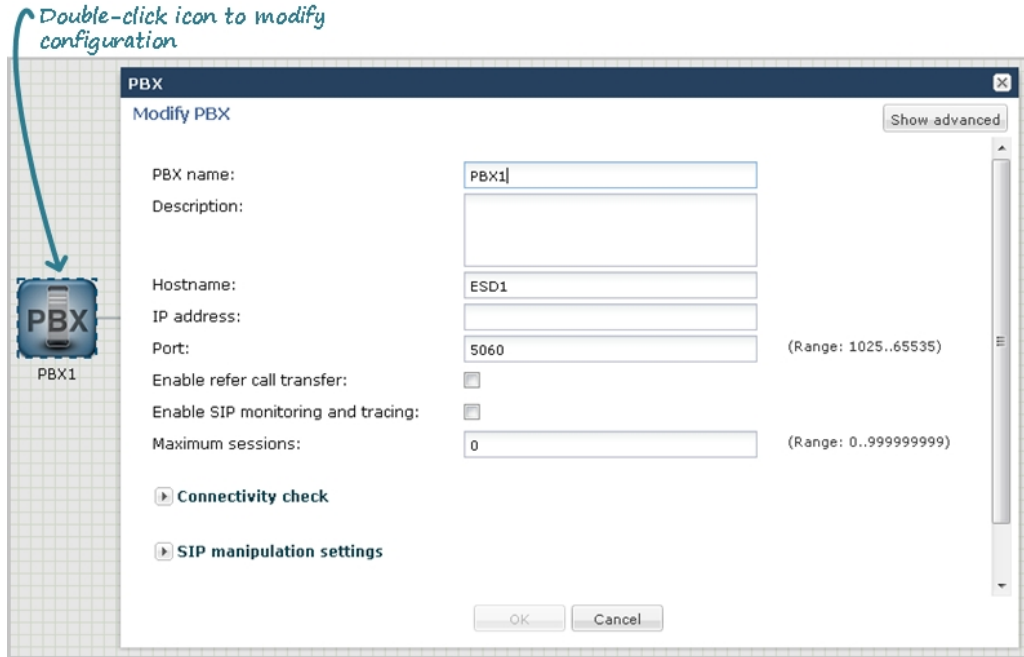 Double-click icon to modify
configuration
PBX
Modify PBX
Show advanced
PBX name:
PBX1
Description:
Hostname:
ESD1
IP address:
Port:
5060
(Range: 1025..65535)
Enable refer call transfer:
Enable SIP monitoring and tracing:
Maximum sessions:
0
(Range: 0..999999999)
Connectivity check
SIP manipulation settings
OK
Cancel
PBX
PBX1